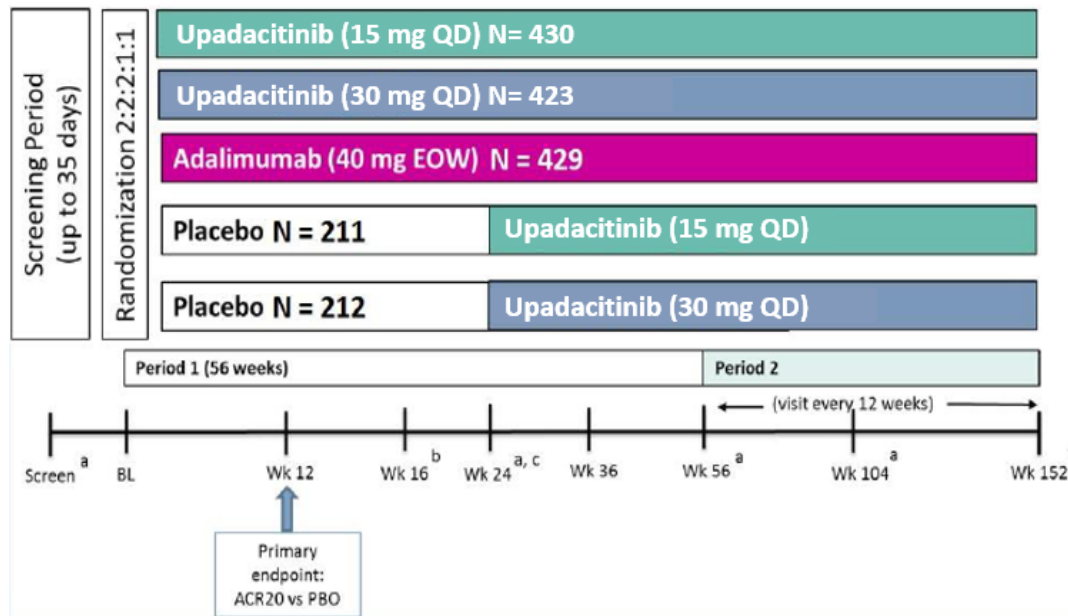 Screening Period
(up to 35 days)
Randomization 2:2:2:1:1
Upadacitinib (15 mg QD) N= 430
Upadacitinib (30 mg QD) N= 423
Adalimumab (40 mg EOW) N = 429
Placebo N = 211
Upadacitinib (15 mg QD)
Placebo N = 212
Upadacitinib (30 mg QD)
Period 1 (56 weeks)
Period 2
(visit every 12 weeks)
Screen a
BL
Wk 12
Wk 16 b
Wk 24 a, c
Wk 36
Wk 56 a
Wk 104 a
Wk 152
Primary
endpoint:
ACR20 vs PBO